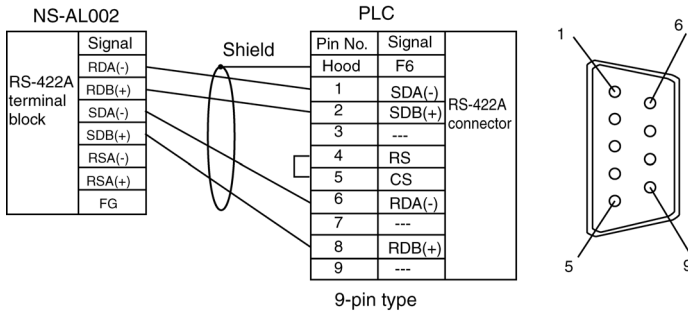 NS-AL002
PLC
RS-422A
terminal
block
Signal
RDA(-)
RDB(+)
SDA(-)
SDB(+)
RSA(-)
RSA(+)
FG
Shield
Pin No. Signal
Hood F6
1 SDA(-)
2 SDB(+)
3 ---
4 RS
5 CS
6 RDA(-)
7 ---
8 RDB(+)
9 ---
RS-422A
connector
9-pin type
1
6
5
9